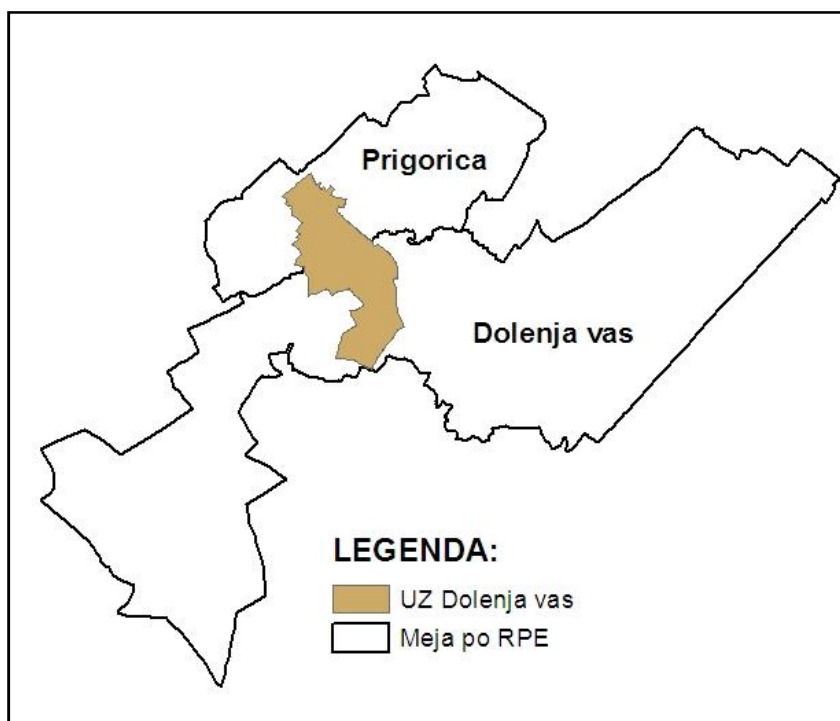 Prigorica
Dolenja vas
LEGENDA:
UZ Dolenja vas
Meja po RPE